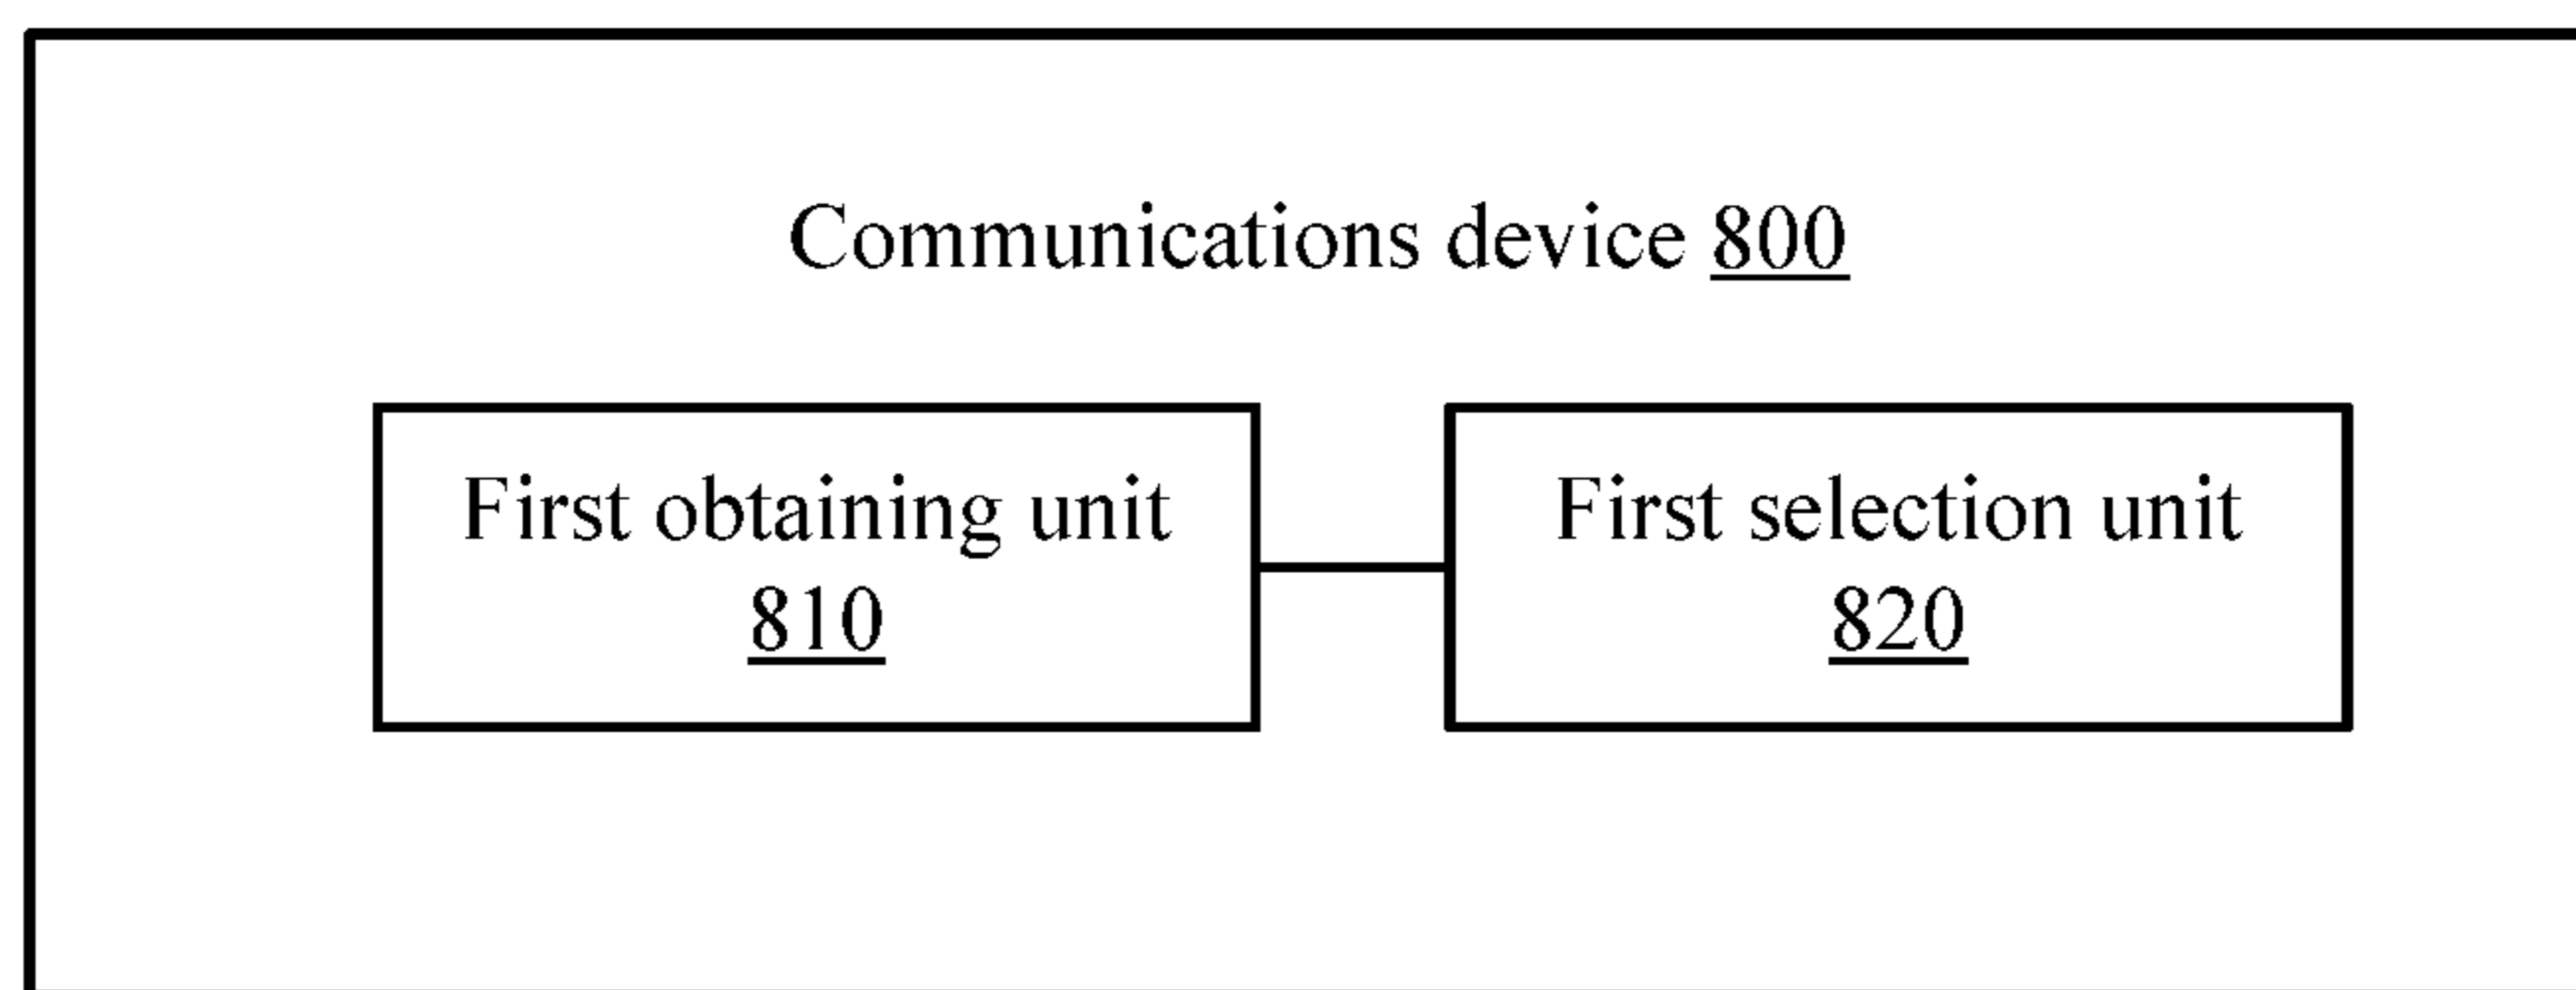 Communications device 800
First obtaining unit
810
First selection unit
820